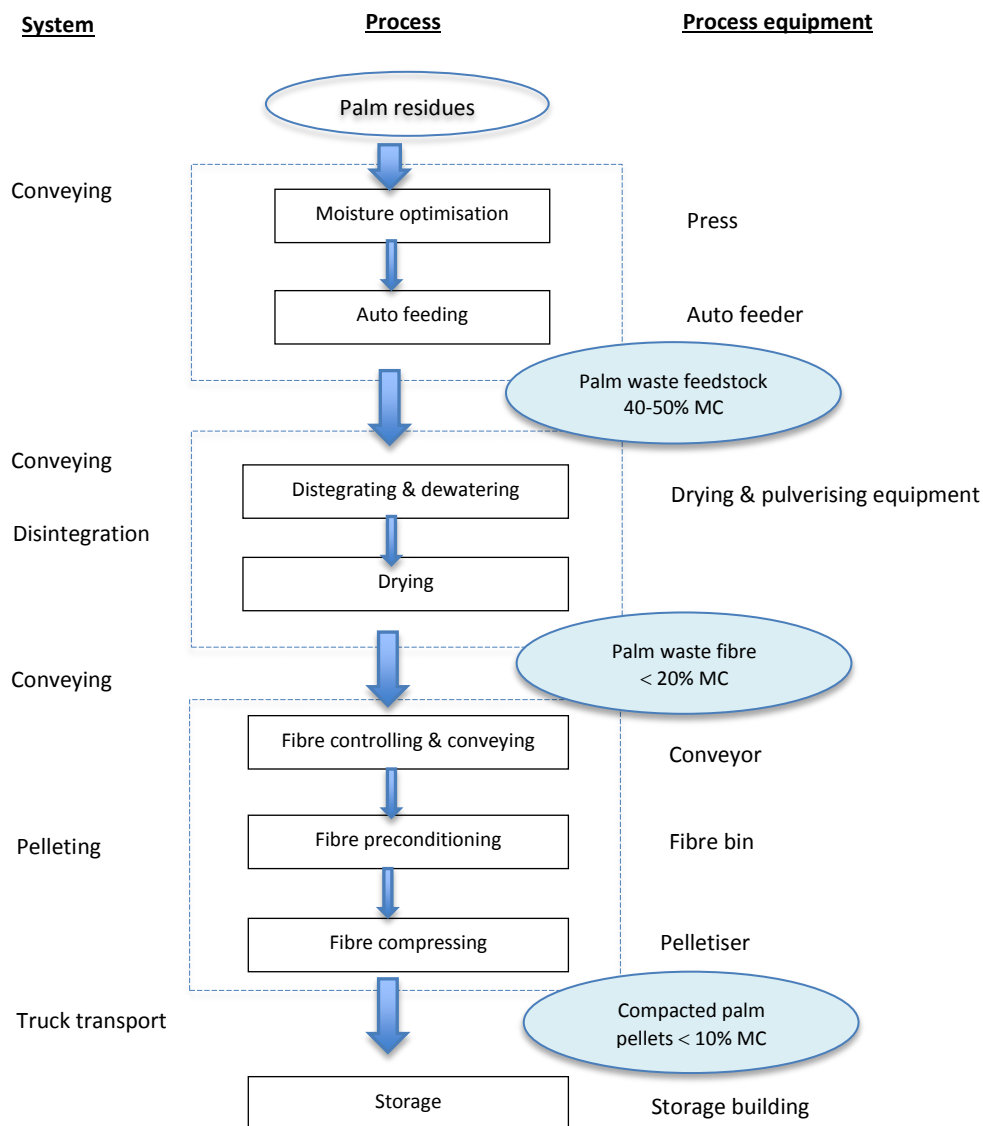 System
Process
Process equipment
Palm residues
Conveying
Moisture optimisation
Press
Auto feeding
Auto feeder
Palm waste feedstock
40-50% MC
Conveying
Distegrating & dewatering
Drying & pulverising equipment
Disintegration
Drying
Palm waste fibre
< 20% MC
Conveying
Fibre controlling & conveying
Conveyor
Pelleting
Fibre preconditioning
Fibre bin
Fibre compressing
Pelletiser
Truck transport
Compacted palm
pellets < 10% MC
Storage
Storage building